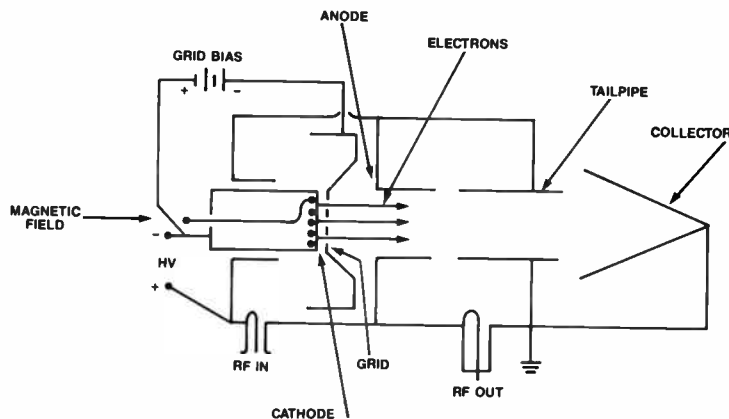 ANODE
GRID BIAS
ELECTRONS
+ -
TAILPIPE
COLLECTOR
MAGNETIC
FIELD
-
HV
+
RF IN
GRID
RF OUT
CATHODE